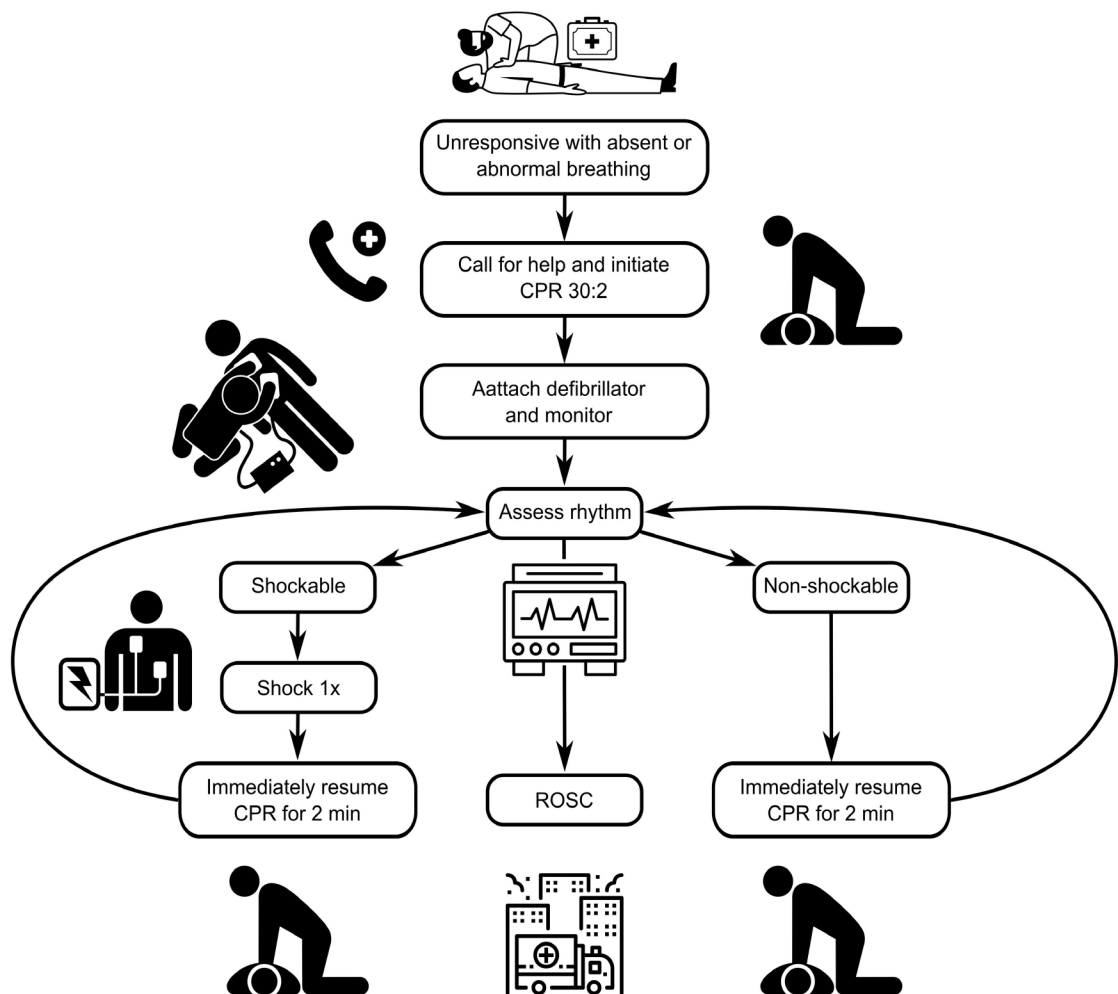 Unresponsive with absent or
abnormal breathing
Call for help and initiate
CPR 30:2
Aattach defibrillator
and monitor
Assess rhythm
Shockable
Non-shockable
Shock 1x
Immediately resume
CPR for 2 min
ROSC
Immediately resume
CPR for 2 min